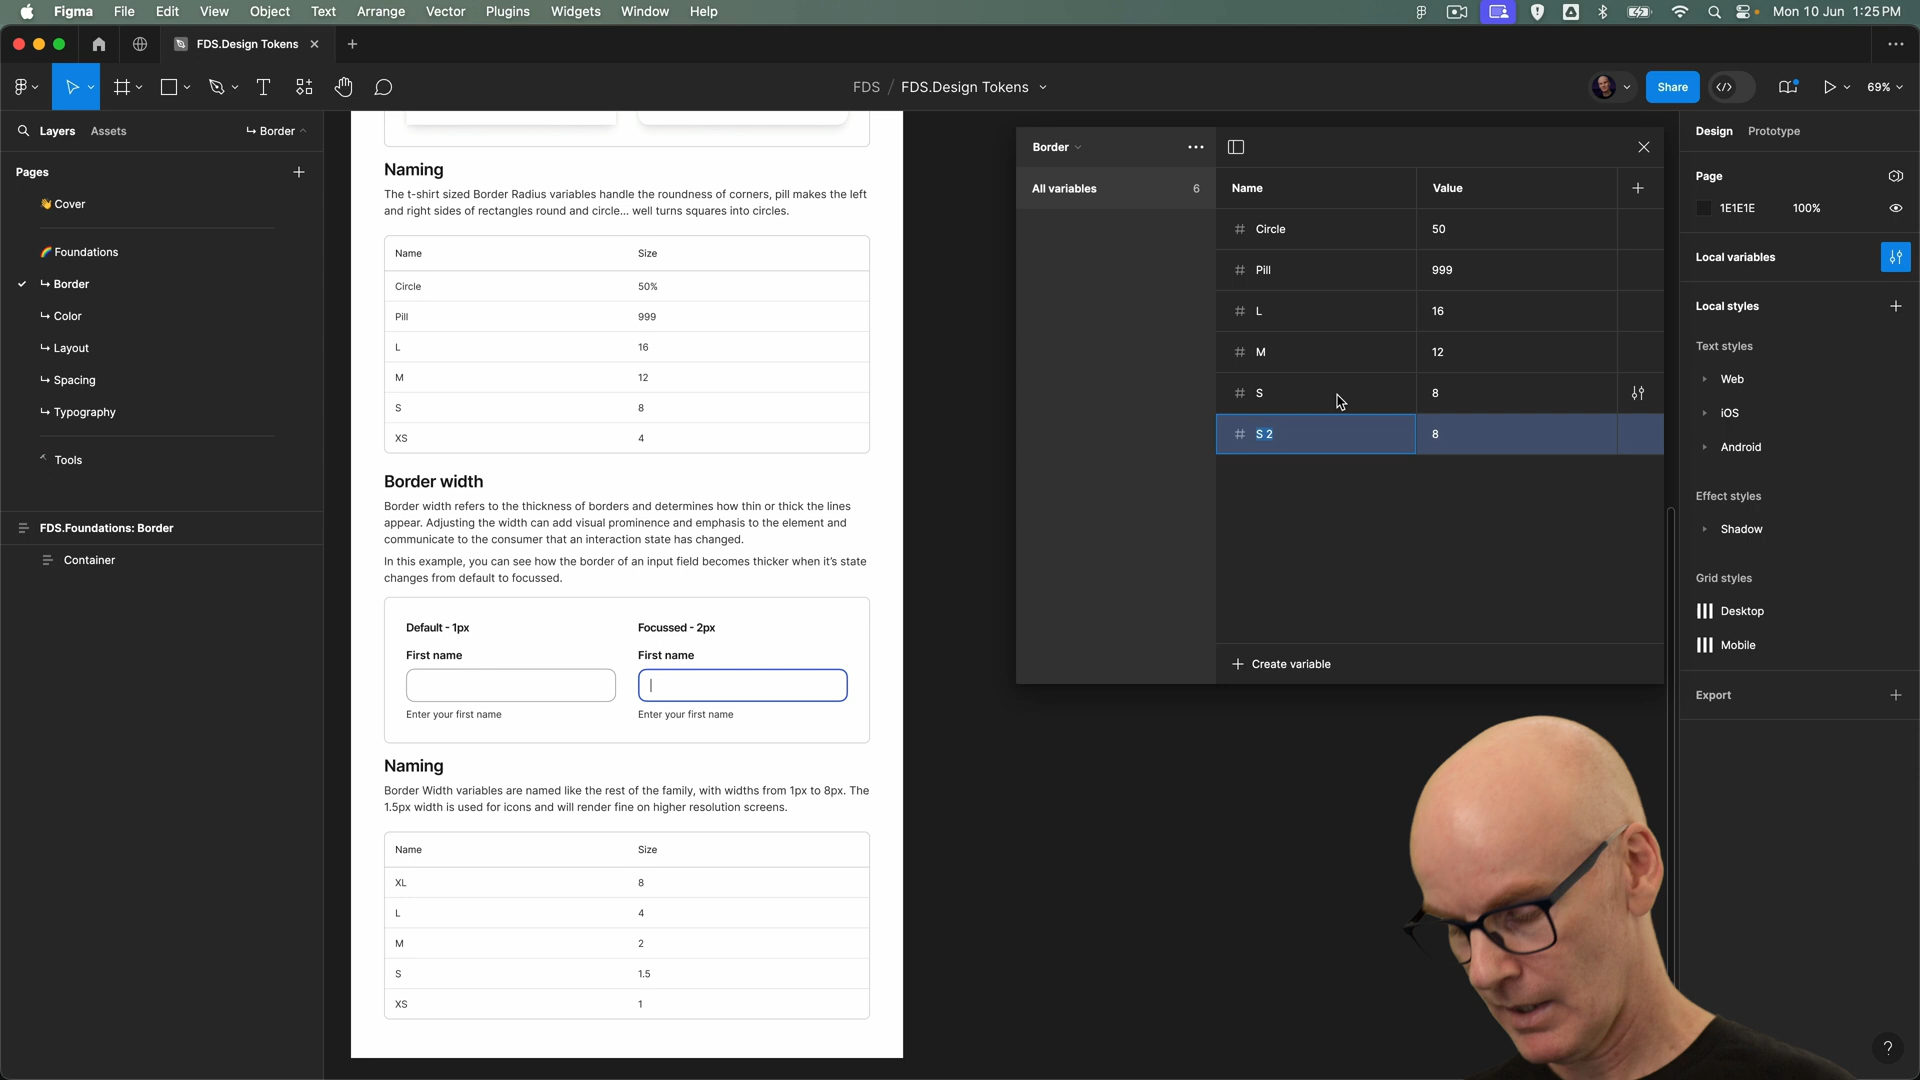 Figma File Edit View Object Text Arrange Vector Plugins Widgets Window Help
Mon 10 Jun 1:25 PM
FDS.Design Tokens
FDS / FDS.Design Tokens
Share
69%
Layers Assets
Border
Pages
👋 Cover
🌈 Foundations
↳ Border
↳ Color
↳ Layout
↳ Spacing
↳ Typography
Tools
FDS.Foundations: Border
Container
Naming
The t-shirt sized Border Radius variables handle the roundness of corners, pill makes the left
and right sides of rectangles round and circle... well turns squares into circles.
Name Size
Circle 50%
Pill 999
L 16
M 12
S 8
XS 4
Border width
Border width refers to the thickness of borders and determines how thin or thick the lines
appear. Adjusting the width can add visual prominence and emphasis to the element and
communicate to the consumer that an interaction state has changed.
In this example, you can see how the border of an input field becomes thicker when it's state
changes from default to focussed.
Default - 1px Focussed - 2px
First name First name
Enter your first name Enter your first name
Naming
Border Width variables are named like the rest of the family, with widths from 1px to 8px. The
1.5px width is used for icons and will render fine on higher resolution screens.
Name Size
XL 8
L 4
M 2
S 1.5
XS 1
Border
All variables 6
Name Value
Circle 50
Pill 999
L 16
M 12
S 8
S 2 8
Create variable
Design Prototype
Page
1E1E1E 100%
Local variables
Local styles
Text styles
Web
iOS
Android
Effect styles
Shadow
Grid styles
Desktop
Mobile
Export
?